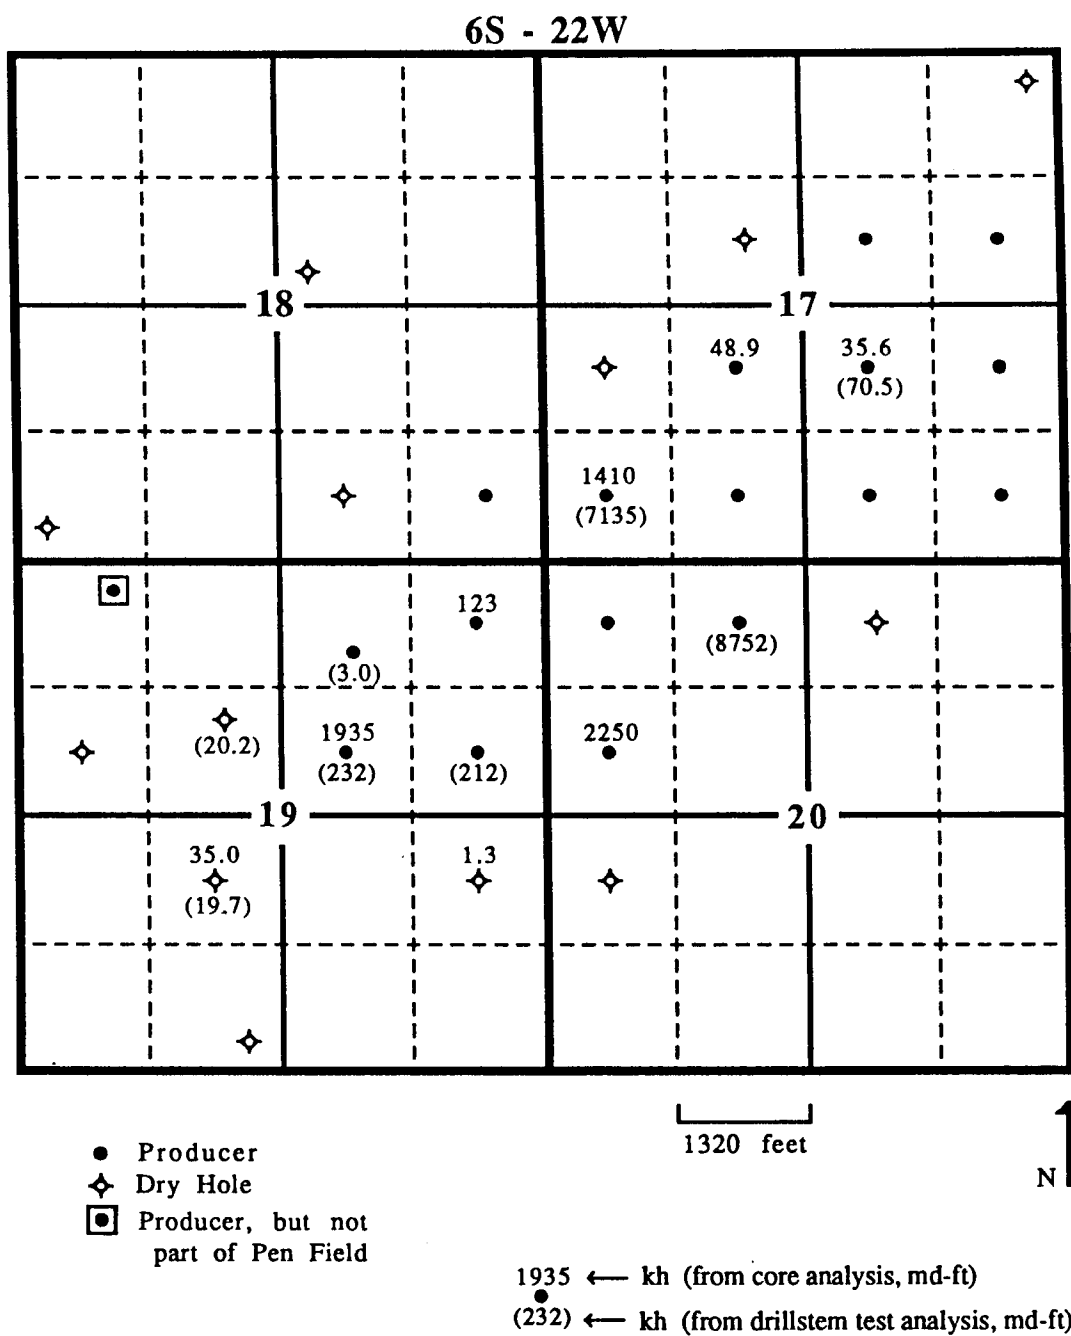 6S - 22W
18
17
48.9
35.6
(70.5)
1410
(7135)
123
(3.0)
(8752)
(20.2)
1935
(232)
(212)
2250
19
20
35.0
(19.7)
1.3
1320 feet
N
Producer
Dry Hole
Producer, but not
part of Pen Field
1935 ← kh (from core analysis, md-ft)
(232) ← kh (from drillstem test analysis, md-ft)